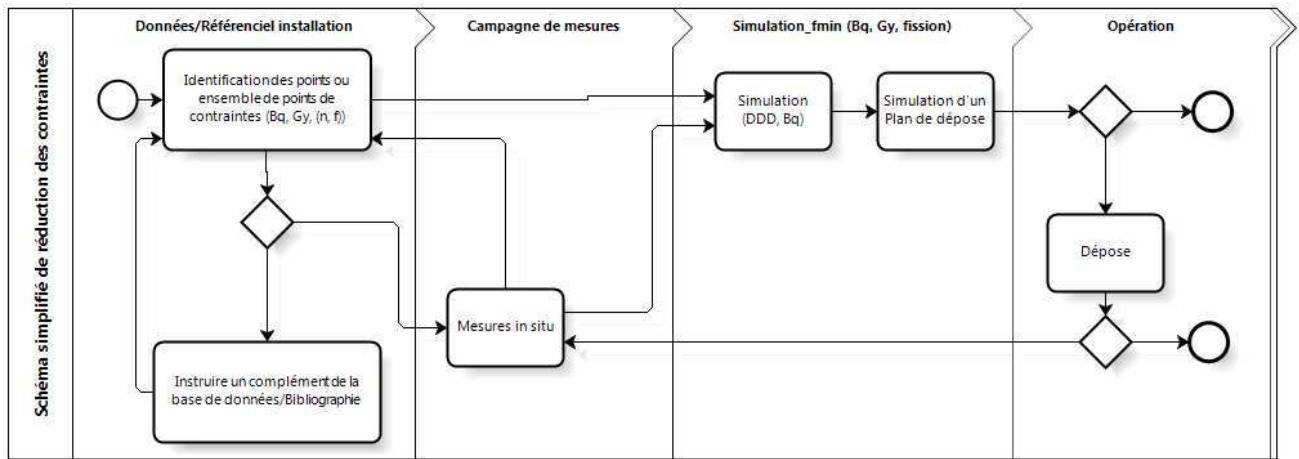 Schéma simplifié de réduction des contraintes
Données/Référenciel installation
Campagne de mesures
Simulation_fmin (Bq, Gy, fission)
Opération
Identification des points ou
ensemble de points de
contraintes (Bq, Gy, (n, f))
Simulation
(DDD, Bq)
Simulation d'un
Plan de dépose
Dépose
Mesures in situ
Instruire un complément de la
base de données/Bibliographie